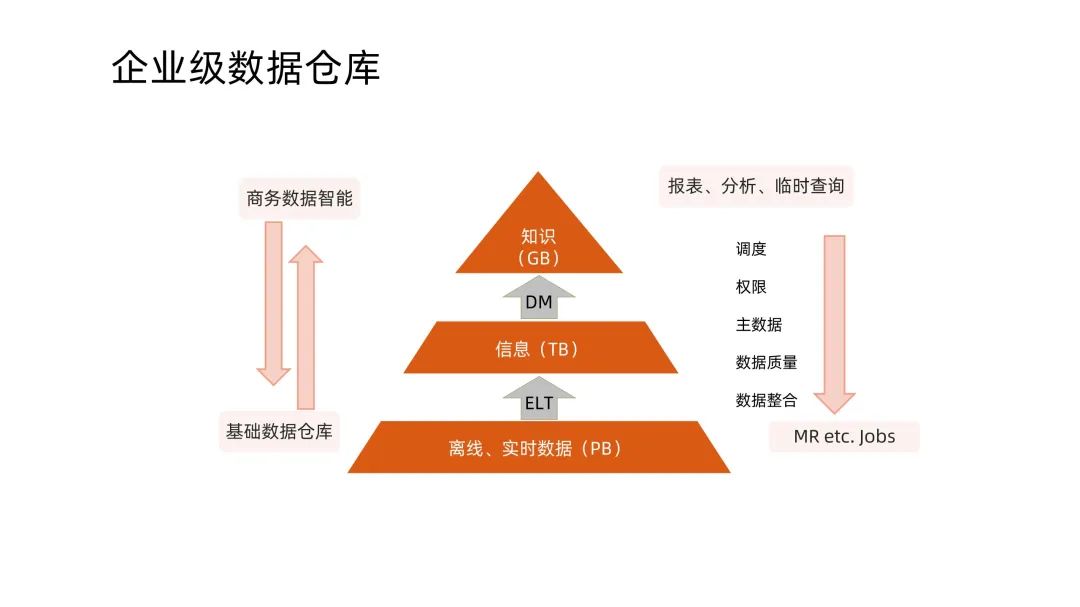 企业级数据仓库
商务数据智能
基础数据仓库
知识
（GB）
DM
信息（TB）
ELT
离线、实时数据（PB）
报表、分析、临时查询
调度
权限
主数据
数据质量
数据整合
MR etc. Jobs